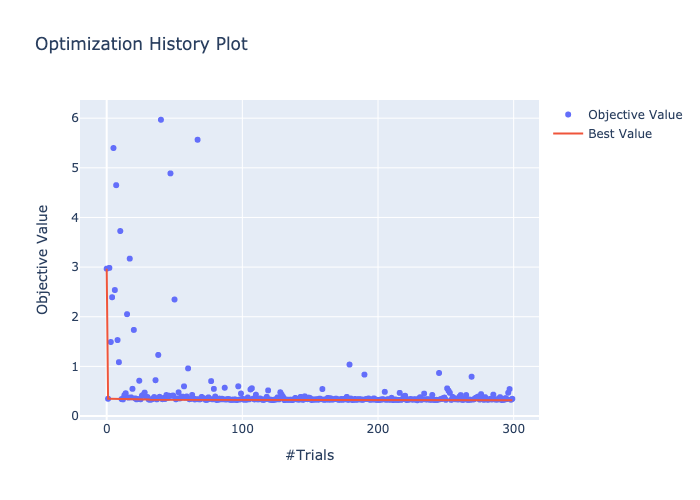 Optimization History Plot
Objective Value
Best Value
6
5
4
3
2
1
0
Objective Value
0
100
200
300
#Trials